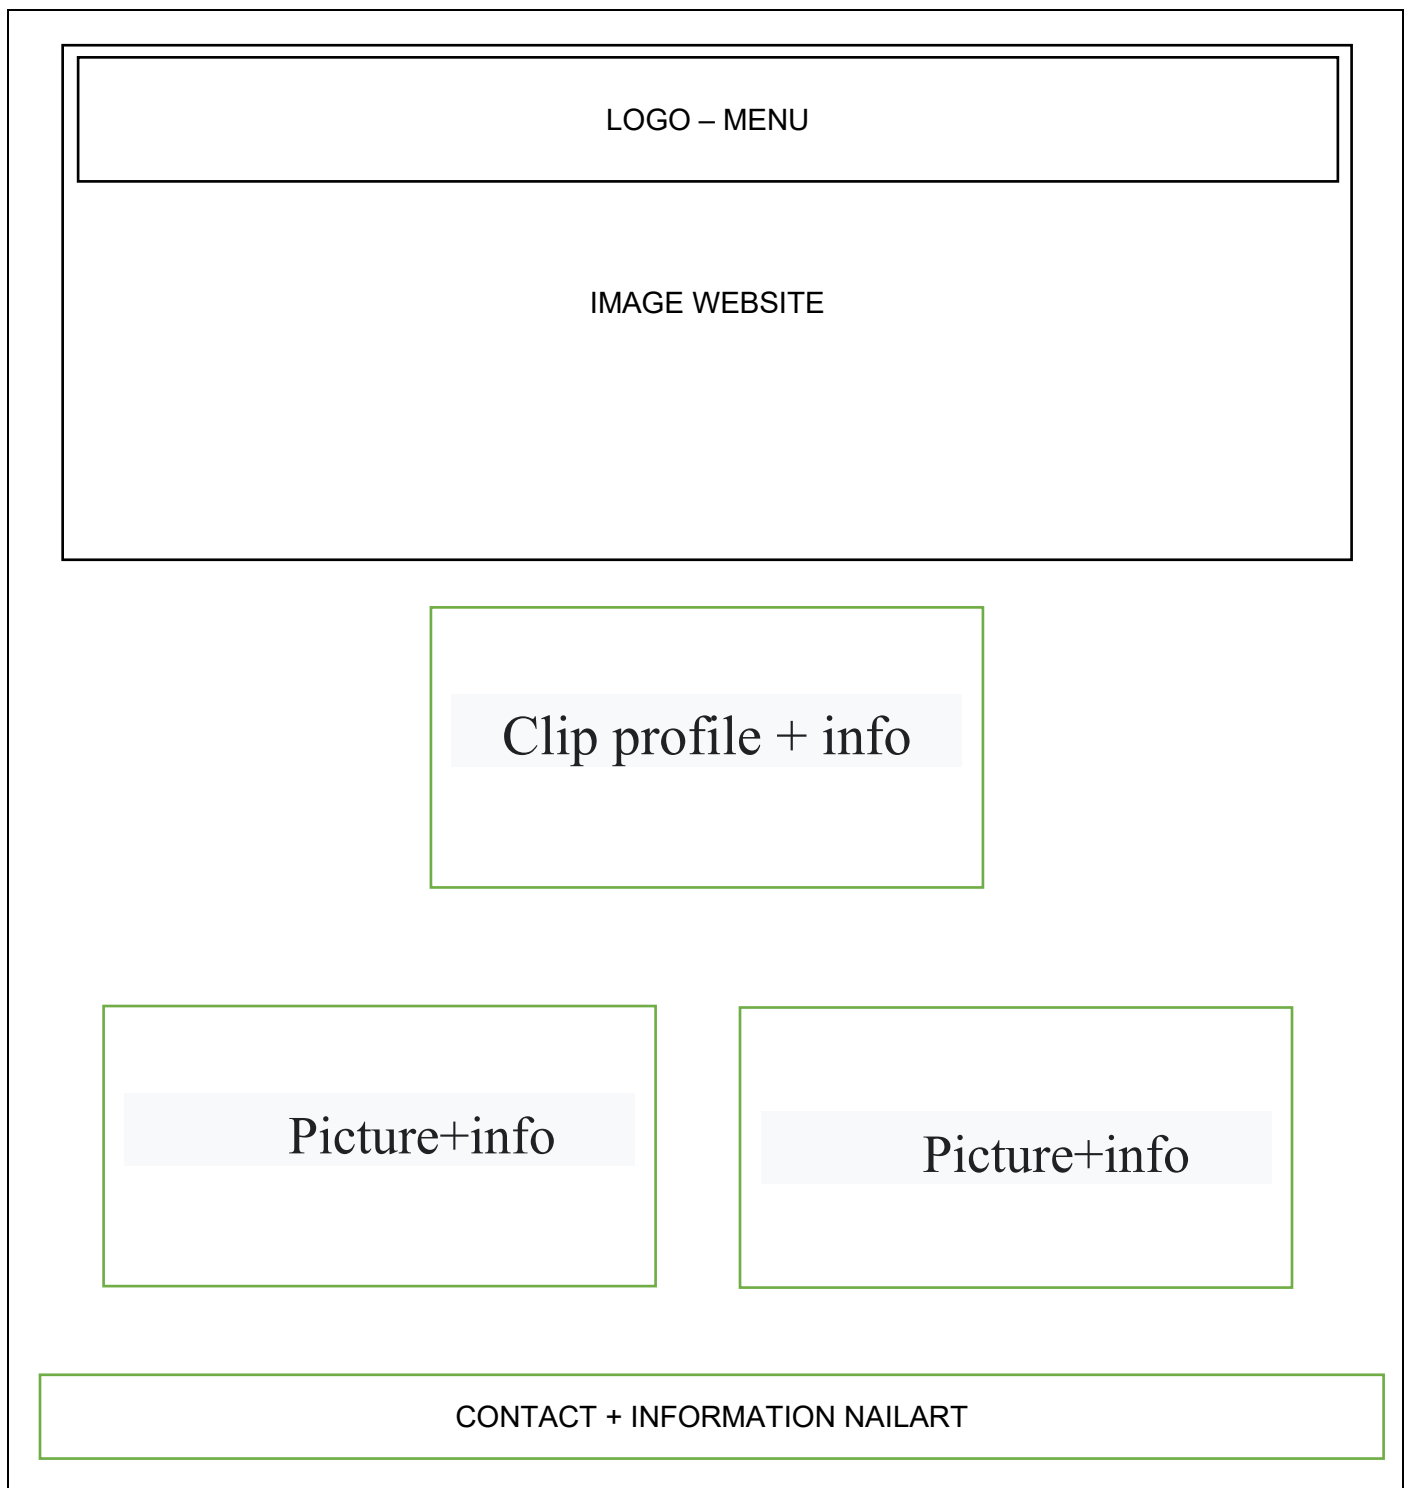 LOGO – MENU
IMAGE WEBSITE
Clip profile + info
Picture+info
Picture+info
CONTACT + INFORMATION NAILART